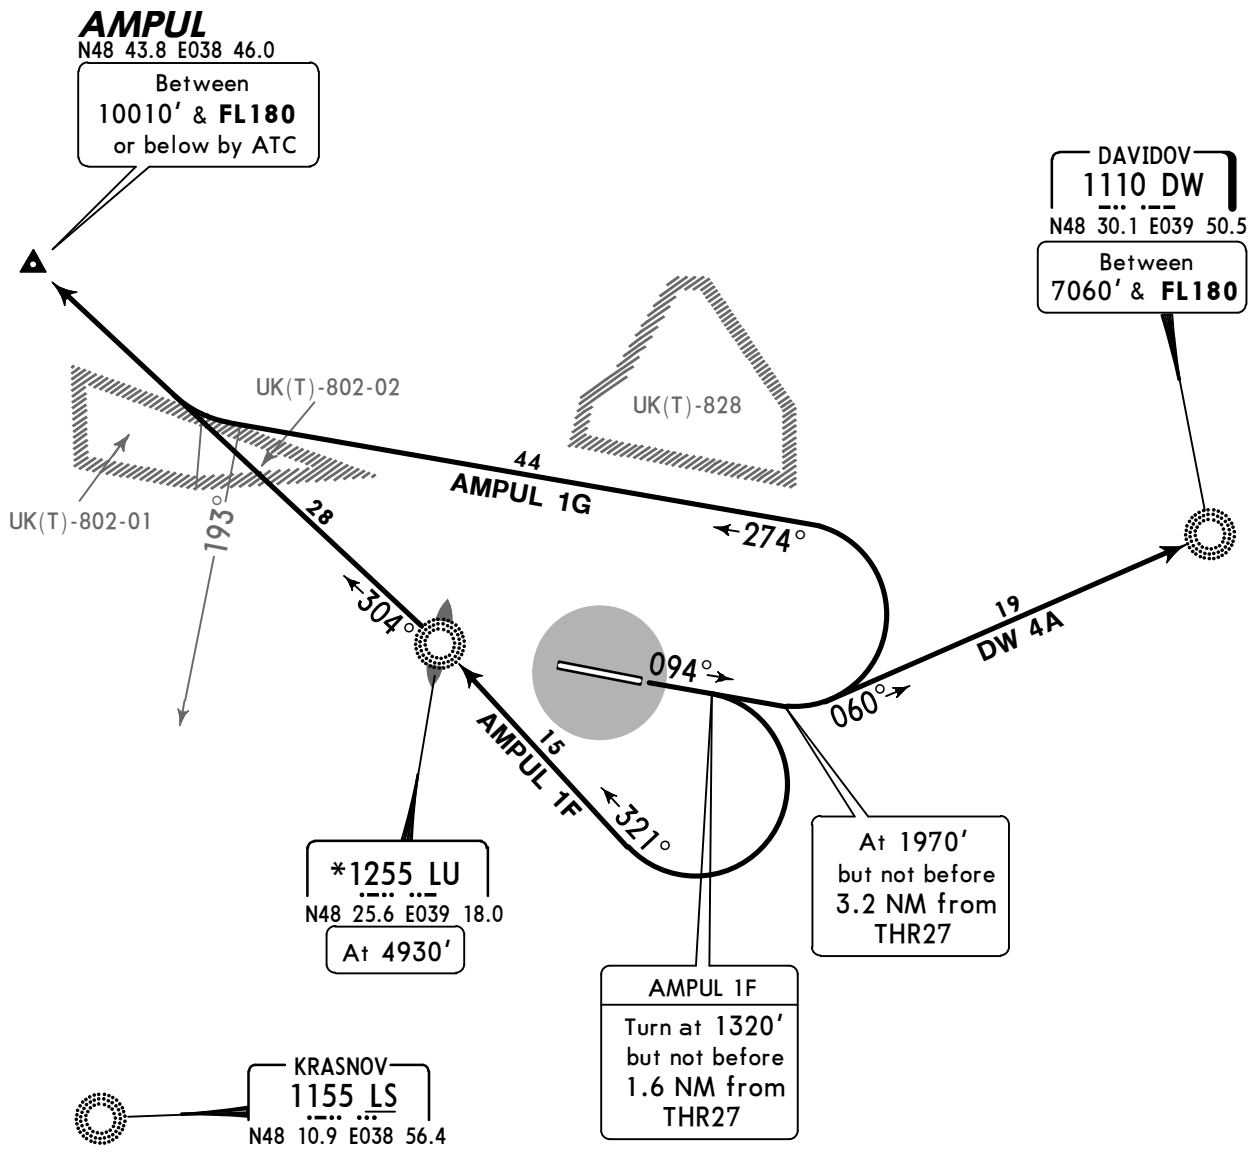 AMPUL
N48 43.8 E038 46.0
Between
10010' & FL180
or below by ATC
DAVIDOV
1110 DW
N48 30.1 E039 50.5
Between
7060' & FL180
UK(T)-802-02
UK(T)-828
UK(T)-802-01
193°
28
44
AMPUL 1G
274°
304°
094°
19
DW 4A
060°
15
AMPUL 1F
321°
*1255 LU
N48 25.6 E039 18.0
At 4930'
At 1970'
but not before
3.2 NM from
THR27
AMPUL 1F
Turn at 1320'
but not before
1.6 NM from
THR27
KRASNOV
1155 LS
N48 10.9 E038 56.4